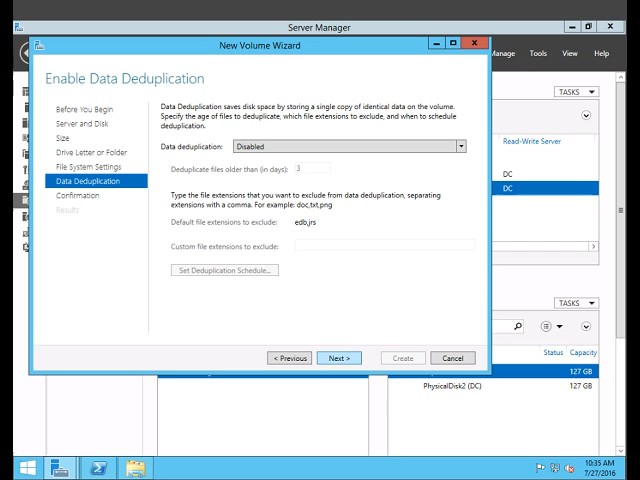 Server Manager
New Volume Wizard
Manage
Tools
View
Help
Enable Data Deduplication
Before You Begin
Server and Disk
Size
Drive Letter or Folder
File System Settings
Data Deduplication
Confirmation
Results
Data Deduplication saves disk space by storing a single copy of identical data on the volume.
Specify the age of files to deduplicate, which file extensions to exclude, and when to schedule
deduplication.
Data deduplication:
Disabled
Deduplicate files older than (in days):
3
Type the file extensions that you want to exclude from data deduplication, separating
extensions with a comma. For example: doc,txt,png
Default file extensions to exclude:
edb,jrs
Custom file extensions to exclude:
Set Deduplication Schedule...
< Previous
Next >
Create
Cancel
TASKS
Read-Write Server
DC
DC
TASKS
Status
Capacity
127 GB
PhysicalDisk2 (DC)
127 GB
10:35 AM
7/27/2016